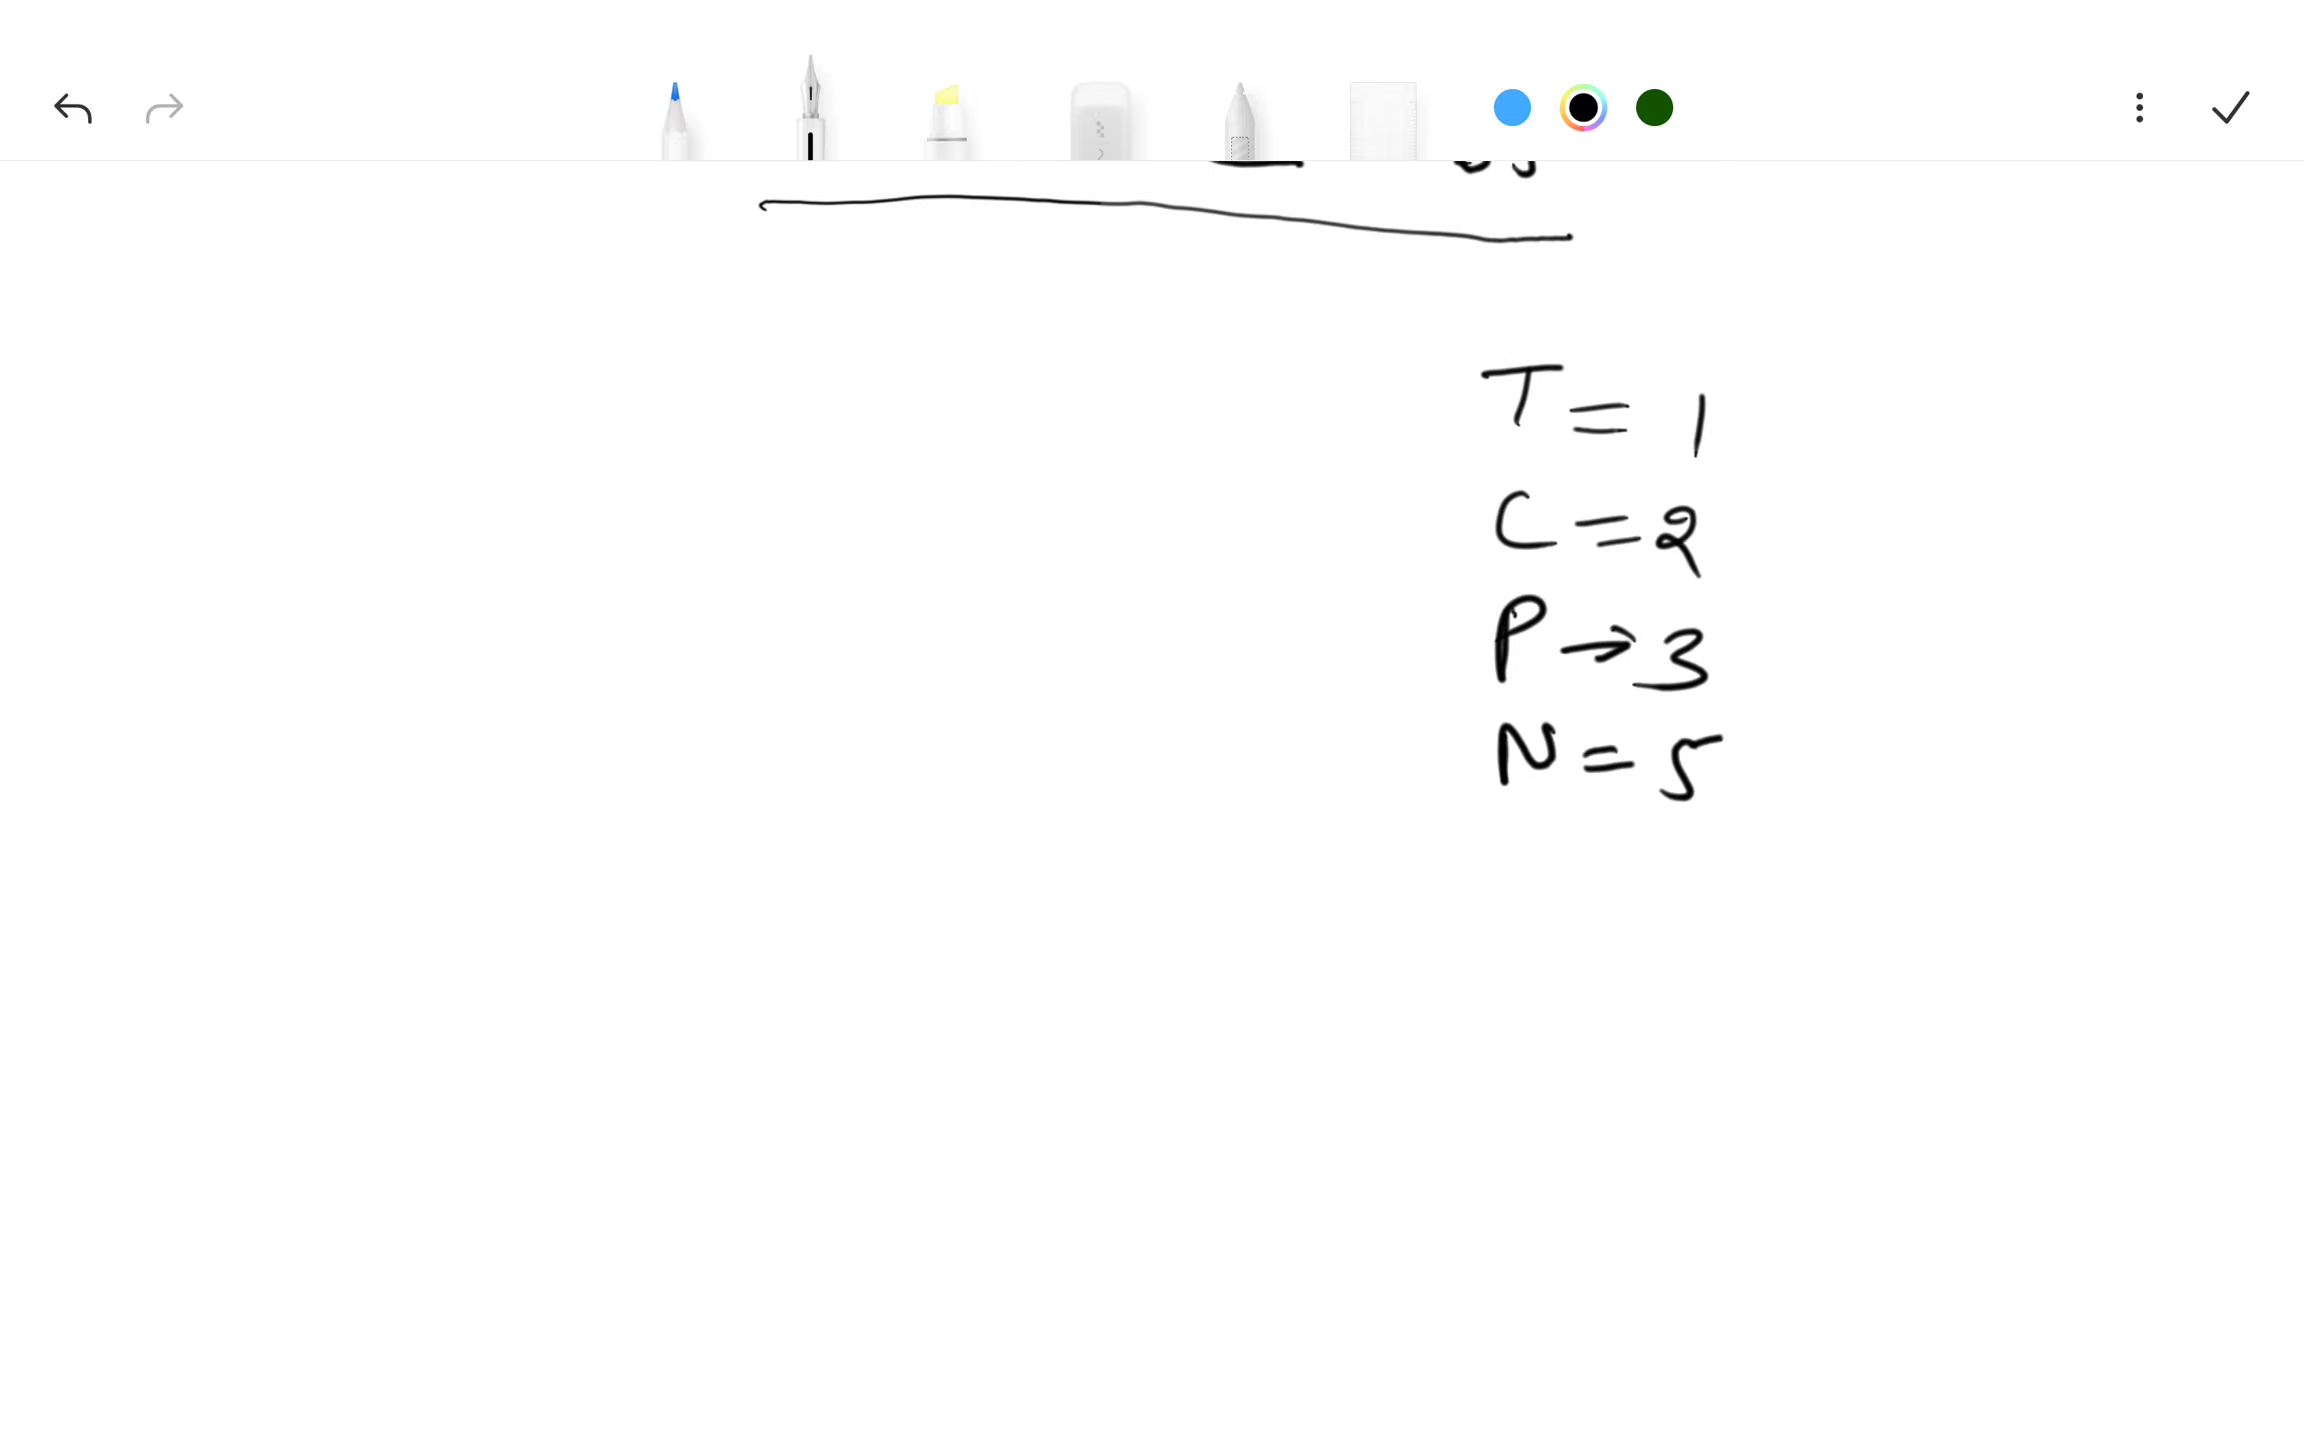 T = 1
C = 2
P → 3
N = 5